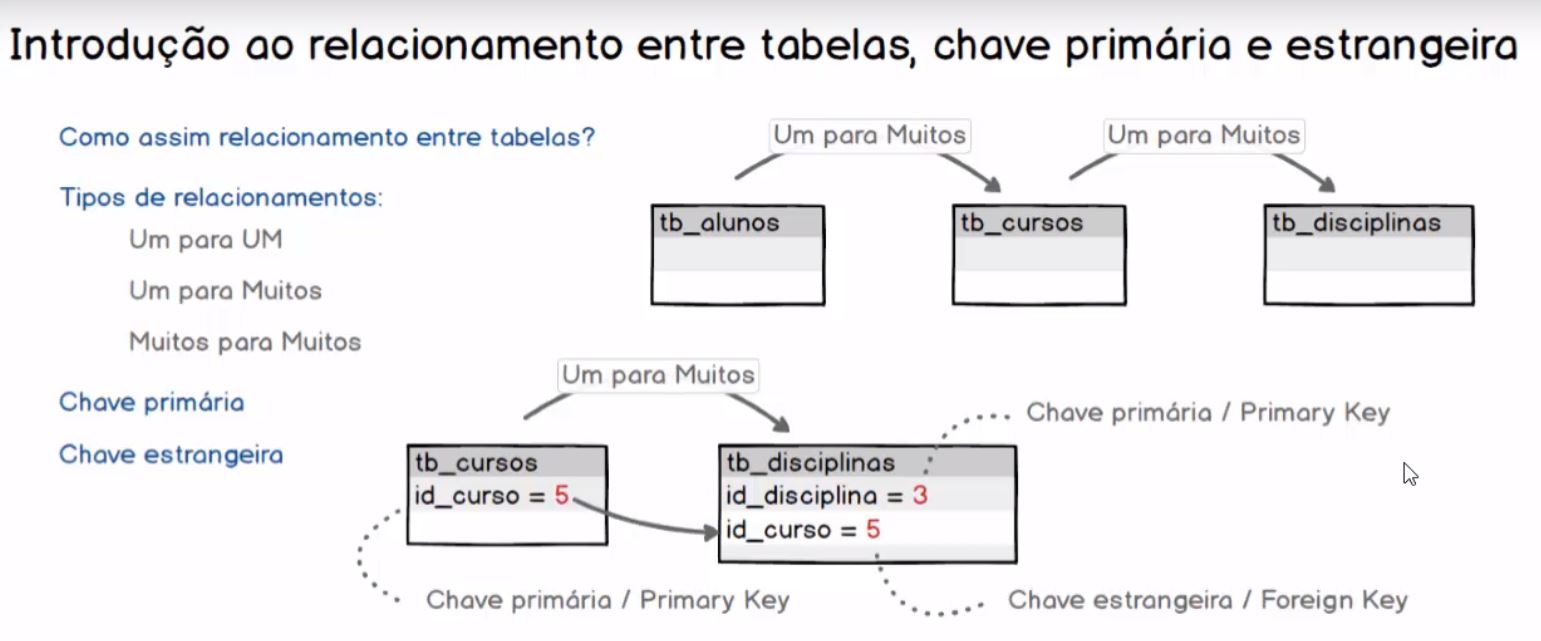 Introdução ao relacionamento entre tabelas, chave primária e estrangeira
Como assim relacionamento entre tabelas?
Tipos de relacionamentos:
Um para UM
Um para Muitos
Muitos para Muitos
Chave primária
Chave estrangeira
Um para Muitos
Um para Muitos
tb_alunos
tb_cursos
tb_disciplinas
Um para Muitos
tb_cursos
id_curso = 5
tb_disciplinas
id_disciplina = 3
id_curso = 5
Chave primária / Primary Key
Chave primária / Primary Key
Chave estrangeira / Foreign Key